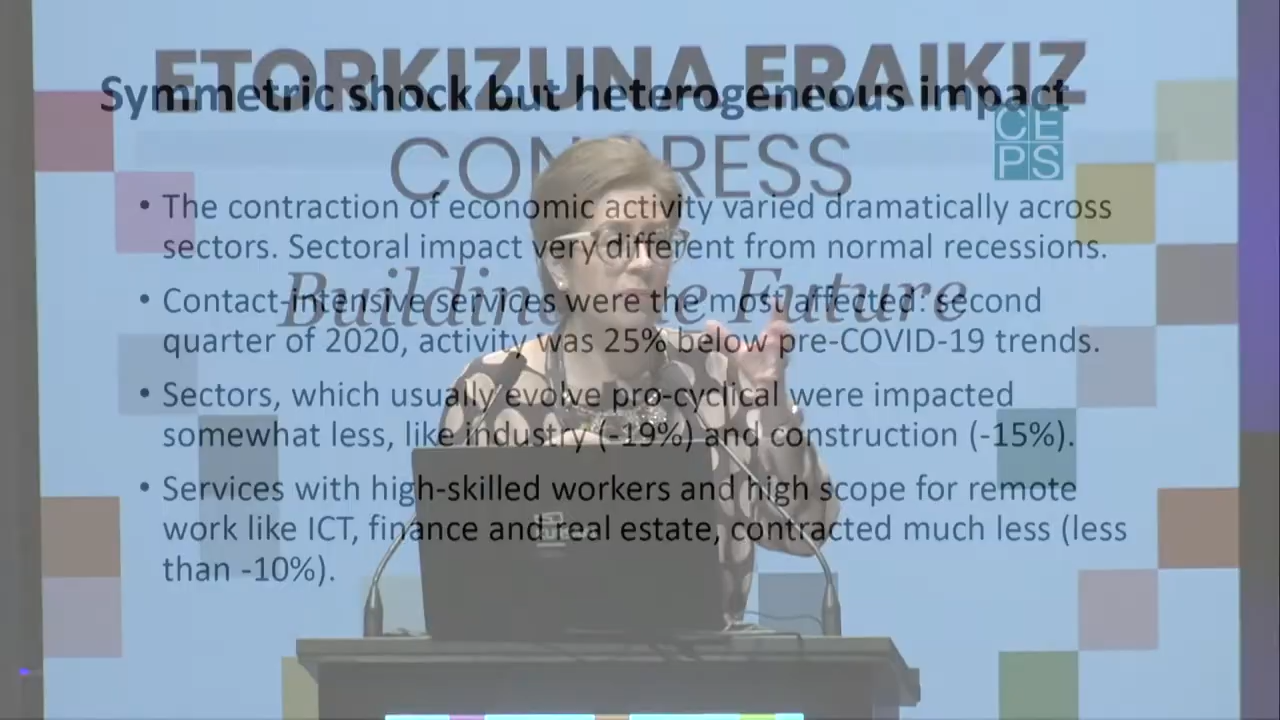 ETORKIZUNA ERAIKIZ
Symmetric shock but heterogeneous impact
CE
PS
• The contraction of economic activity varied dramatically across
sectors. Sectoral impact very different from normal recessions.
• Contact-intensive services were the most affected: second
quarter of 2020, activity was 25% below pre-COVID-19 trends.
• Sectors, which usually evolve pro-cyclical were impacted
somewhat less, like industry (-19%) and construction (-15%).
• Services with high-skilled workers and high scope for remote
work like ICT, finance and real estate, contracted much less (less
than -10%).
Future